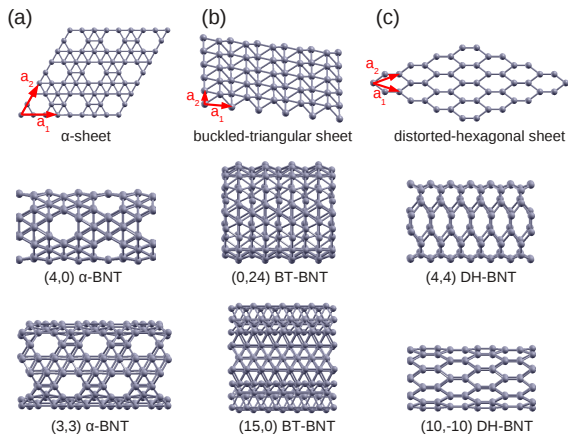 (a)
(b)
(c)
a₂
a₁
a₂
a₁
a₂
a₁
α-sheet
buckled-triangular sheet
distorted-hexagonal sheet
(4,0) α-BNT
(0,24) BT-BNT
(4,4) DH-BNT
(3,3) α-BNT
(15,0) BT-BNT
(10,-10) DH-BNT